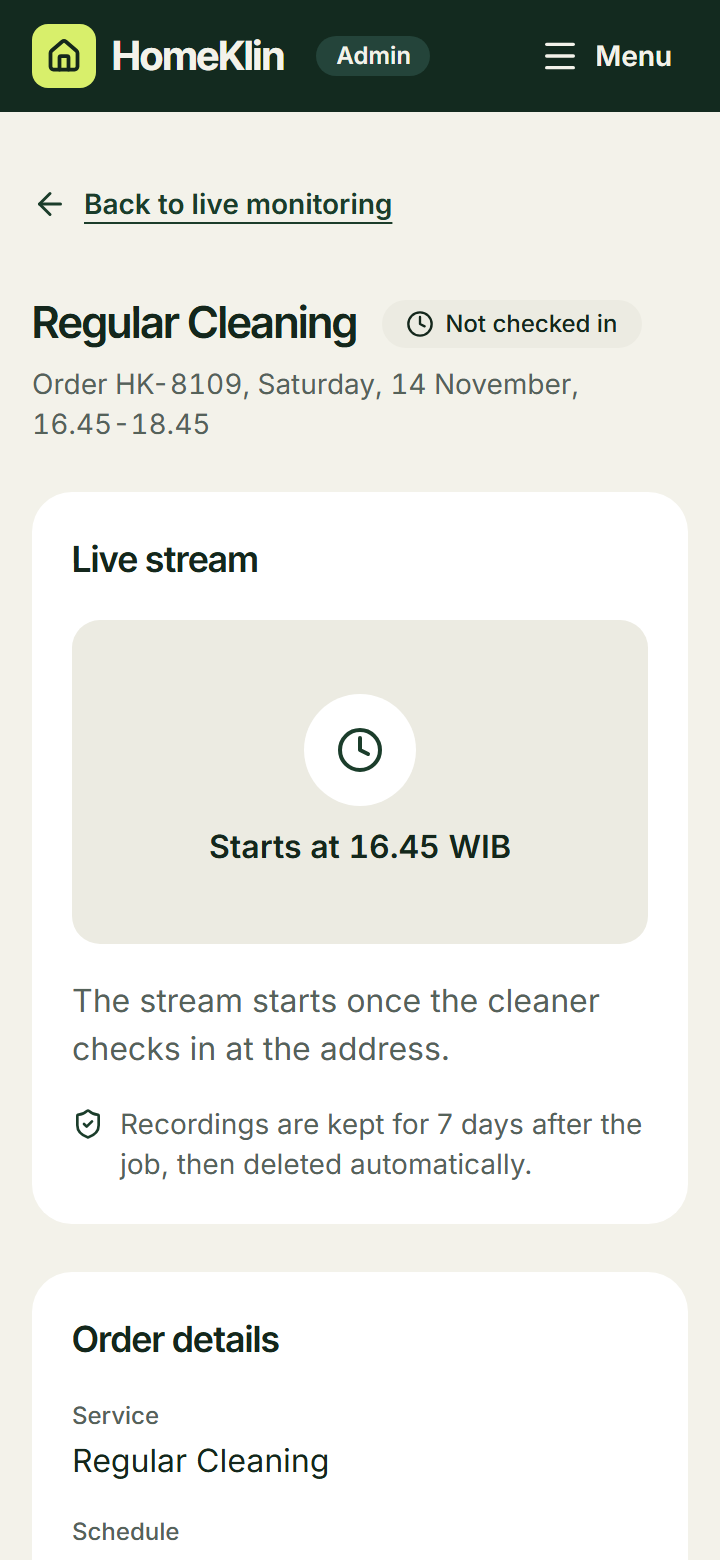 HomeKlin
Admin
Menu
Back to live monitoring
Regular Cleaning
Not checked in
Order HK-8109, Saturday, 14 November,
16.45-18.45
Live stream
Starts at 16.45 WIB
The stream starts once the cleaner
checks in at the address.
Recordings are kept for 7 days after the
job, then deleted automatically.
Order details
Service
Regular Cleaning
Schedule